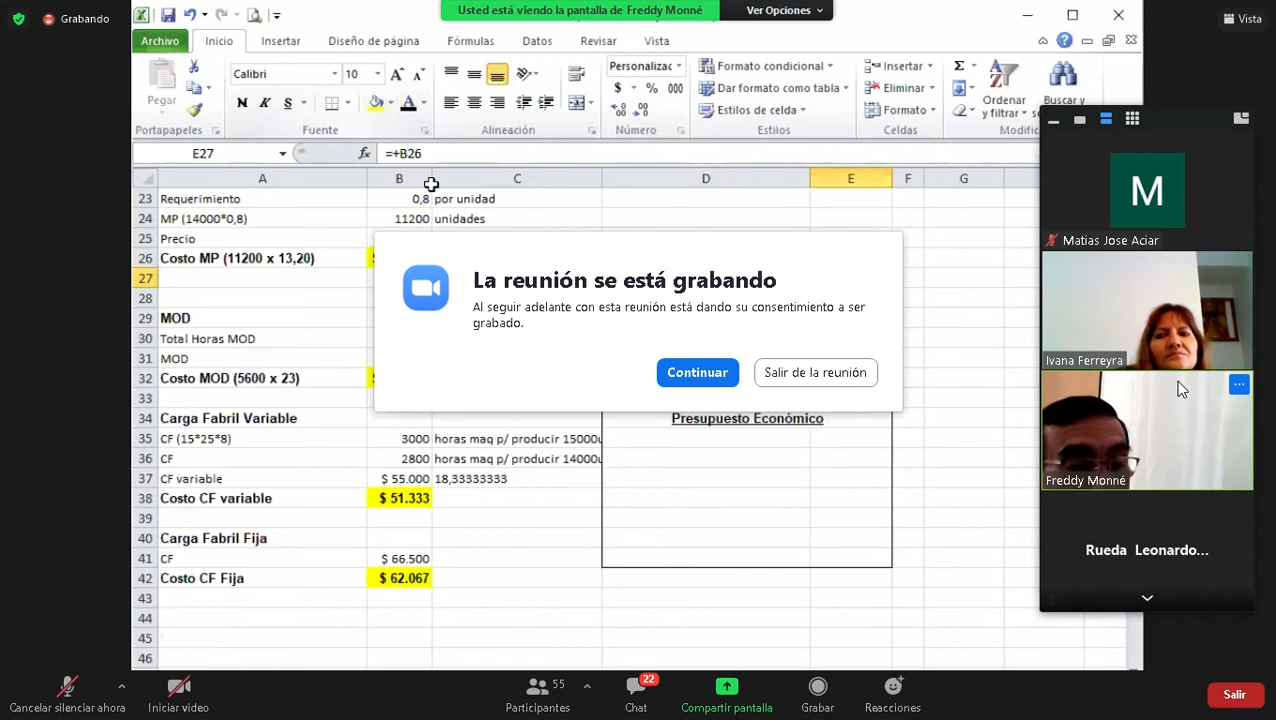 Grabando
Usted está viendo la pantalla de Freddy Monné
Ver Opciones
Vista
Archivo
Inicio
Insertar
Diseño de página
Fórmulas
Datos
Revisar
Vista
Pegar
Portapapeles
Calibri
10
N K S
Fuente
Alineación
Personalizac
$ % 000
Número
Formato condicional
Dar formato como tabla
Estilos de celda
Estilos
Insertar
Eliminar
Formato
Celdas
Σ
Ordenar
y filtrar
Buscar y
Modific
E27
fx
=+B26
A B C D E F G
23 Requerimiento 0,8 por unidad
24 MP (14000*0,8) 11200 unidades
25 Precio
26 Costo MP (11200 x 13,20) $
27
28
29 MOD
30 Total Horas MOD
31 MOD
32 Costo MOD (5600 x 23) $
33
34 Carga Fabril Variable Presupuesto Económico
35 CF (15*25*8) 3000 horas maq p/ producir 15000u
36 CF 2800 horas maq p/ producir 14000u
37 CF variable $ 55.000 18,33333333
38 Costo CF variable $ 51.333
39
40 Carga Fabril Fija
41 CF $ 66.500
42 Costo CF Fija $ 62.067
43
44
45
46
La reunión se está grabando
Al seguir adelante con esta reunión está dando su consentimiento a ser
grabado.
Continuar
Salir de la reunión
M
Matias Jose Aciar
Ivana Ferreyra
Freddy Monné
Rueda Leonardo...
Cancelar silenciar ahora
Iniciar video
55
Participantes
22
Chat
Compartir pantalla
Grabar
Reacciones
Salir